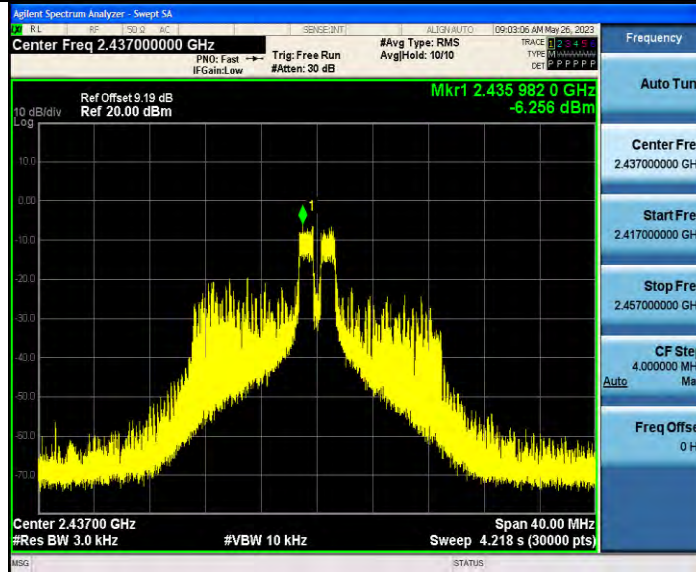 Agilent Spectrum Analyzer - Swept SA
RL RF 50 Ω AC SENSE:INT ALIGN AUTO 09:03:06 AM May 26, 2023
Center Freq 2.437000000 GHz
PNO: Fast
IFGain:Low
Trig: Free Run
#Atten: 30 dB
#Avg Type: RMS
Avg|Hold: 10/10
TRACE 1 2 3 4 5 6
TYPE M
DET P P P P P P
Ref Offset 9.19 dB
10 dB/div Ref 20.00 dBm
Log
Mkr1 2.435 982 0 GHz
-6.256 dBm
10.0
0.00
-10.0
-20.0
-30.0
-40.0
-50.0
-60.0
-70.0
1
Center 2.43700 GHz
Span 40.00 MHz
#Res BW 3.0 kHz #VBW 10 kHz Sweep 4.218 s (30000 pts)
MSG STATUS
Frequency
Auto Tun
Center Fre
2.437000000 GH
Start Fre
2.417000000 GH
Stop Fre
2.457000000 GH
CF Step
4.000000 MH
Auto Ma
Freq Offse
0 H